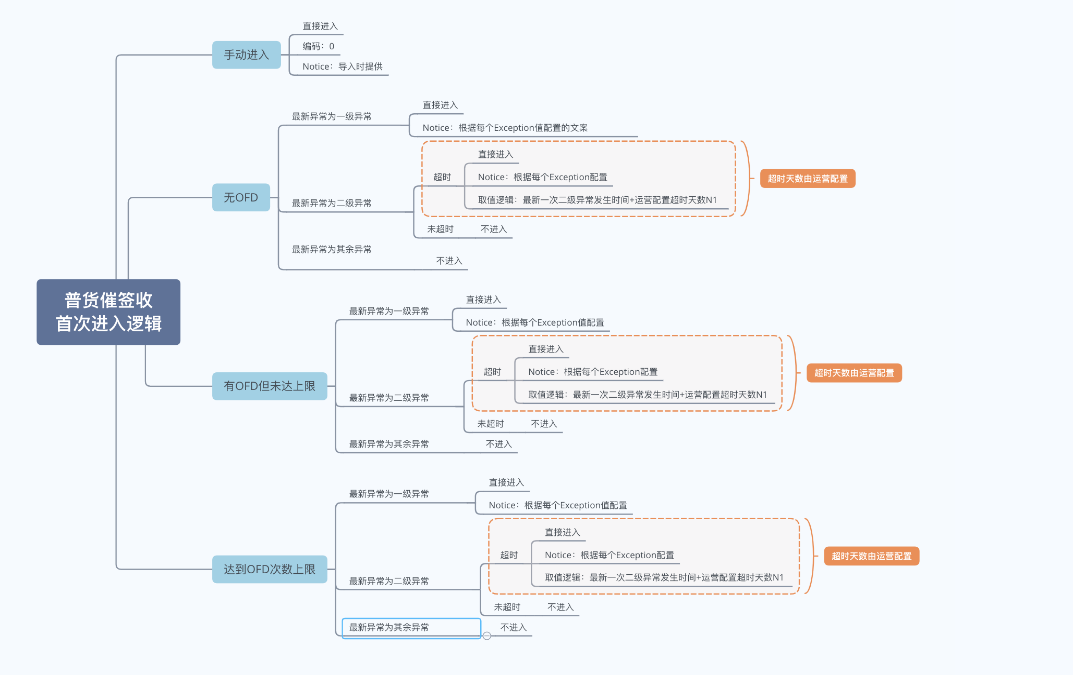 普货催签收
首次进入逻辑
手动进入
直接进入
编码：0
Notice：导入时提供
无OFD
最新异常为一级异常
直接进入
Notice：根据每个Exception值配置的文案
最新异常为二级异常
超时
直接进入
Notice：根据每个Exception配置
取值逻辑：最新一次二级异常发生时间+运营配置超时天数N1
超时天数由运营配置
未超时
不进入
最新异常为其余异常
不进入
有OFD但未达上限
最新异常为一级异常
直接进入
Notice：根据每个Exception值配置
最新异常为二级异常
超时
直接进入
Notice：根据每个Exception配置
取值逻辑：最新一次二级异常发生时间+运营配置超时天数N1
超时天数由运营配置
未超时
不进入
最新异常为其余异常
不进入
达到OFD次数上限
最新异常为一级异常
直接进入
Notice：根据每个Exception值配置
最新异常为二级异常
超时
直接进入
Notice：根据每个Exception配置
取值逻辑：最新一次二级异常发生时间+运营配置超时天数N1
超时天数由运营配置
未超时
不进入
最新异常为其余异常
不进入